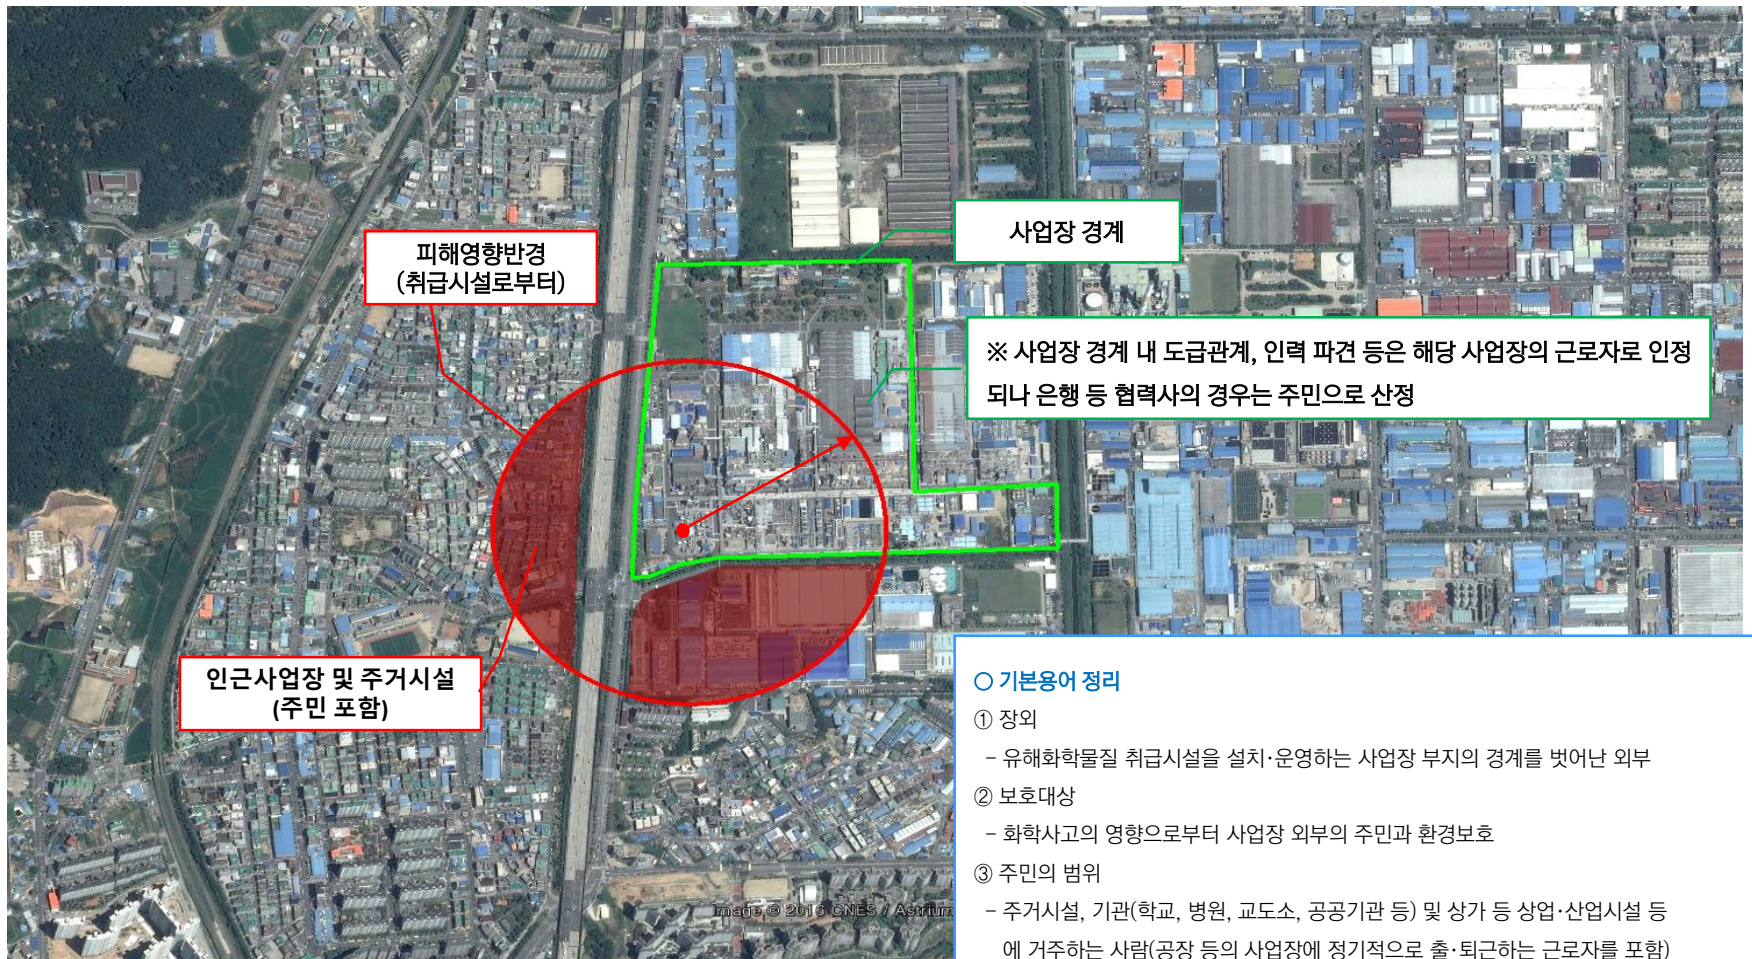 사업장 경계
피해영향반경
(취급시설로부터)
※ 사업장 경계 내 도급관계, 인력 파견 등은 해당 사업장의 근로자로 인정
되나 은행 등 협력사의 경우는 주민으로 산정
인근사업장 및 주거시설
(주민 포함)
○ 기본용어 정리
① 장외
- 유해화학물질 취급시설을 설치·운영하는 사업장 부지의 경계를 벗어난 외부
② 보호대상
- 화학사고의 영향으로부터 사업장 외부의 주민과 환경보호
③ 주민의 범위
- 주거시설, 기관(학교, 병원, 교도소, 공공기관 등) 및 상가 등 상업·산업시설 등
에 거주하는 사람(공장 등의 사업장에 정기적으로 출·퇴근하는 근로자를 포함)
Image © 2016 CNES / Astrium